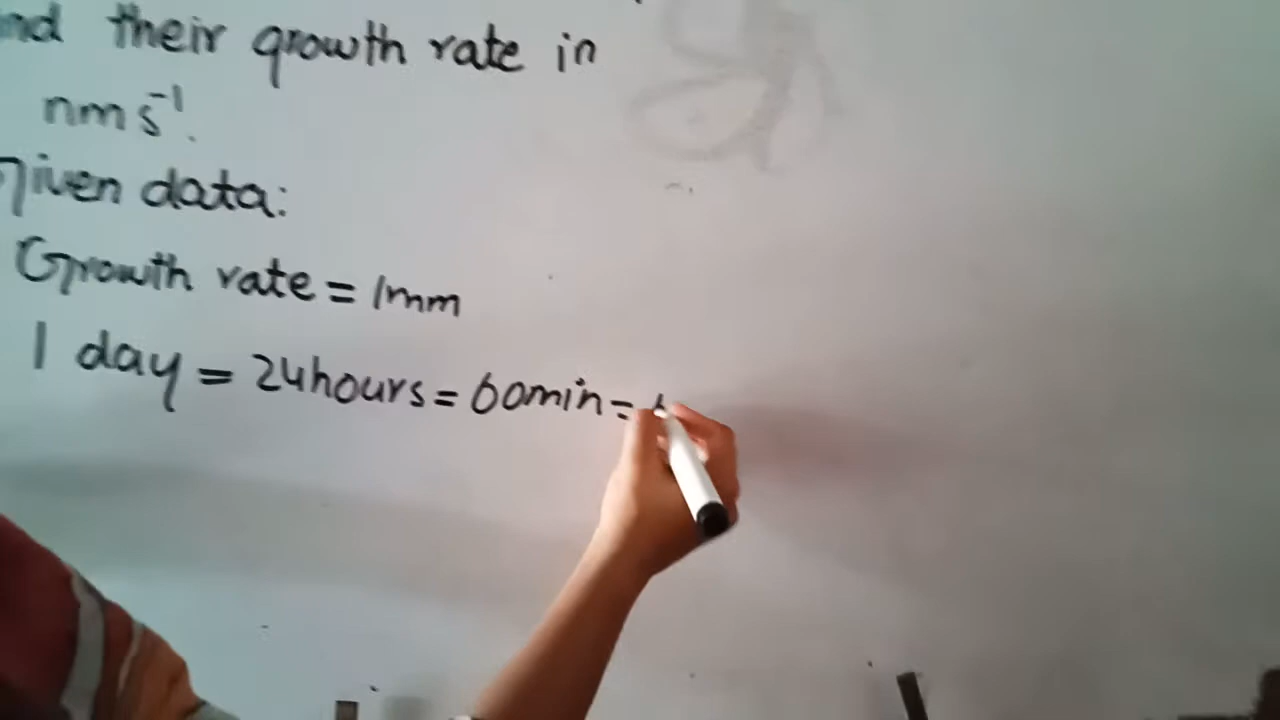 nd their growth rate in
nm s⁻¹.
Given data:
Growth rate = 1mm
1 day = 24hours = 60min =